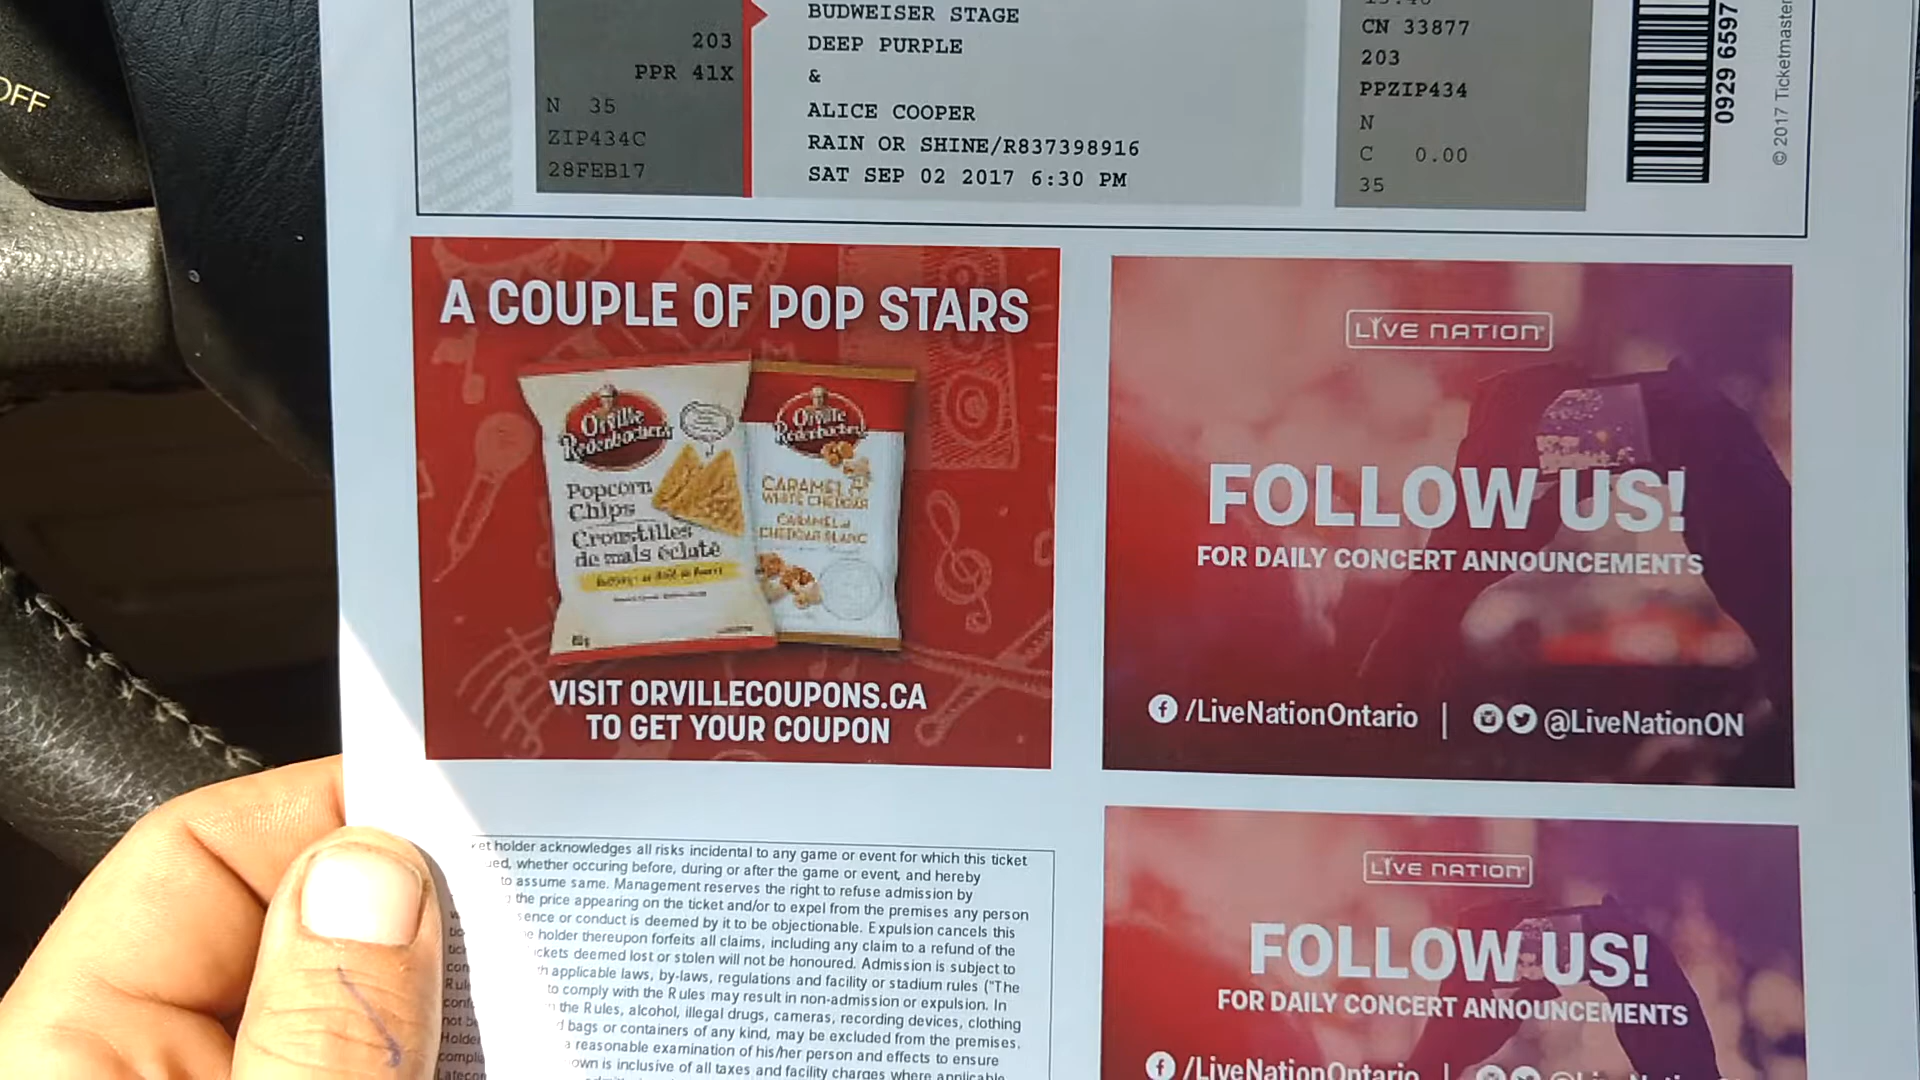 OFF
203
PPR 41X
N 35
ZIP434C
28FEB17
BUDWEISER STAGE
DEEP PURPLE
&
ALICE COOPER
RAIN OR SHINE/R837398916
SAT SEP 02 2017 6:30 PM
CN 33877
203
PPZIP434
N
C 0.00
35
0929 6597
© 2017 Ticketmaster
A COUPLE OF POP STARS
Orville
Redenbacher's
Popcorn
Chips
Croustilles
de maïs éclaté
Orville
Redenbacher's
CARAMEL &
WHITE CHEDDAR
CARAMEL et
CHEDDAR BLANC
VISIT ORVILLECOUPONS.CA
TO GET YOUR COUPON
LIVE NATION
FOLLOW US!
FOR DAILY CONCERT ANNOUNCEMENTS
/LiveNationOntario | @LiveNationON
holder acknowledges all risks incidental to any game or event for which this ticket
whether occuring before, during or after the game or event, and hereby
to assume same. Management reserves the right to refuse admission by
the price appearing on the ticket and/or to expel from the premises any person
or conduct is deemed by it to be objectionable. Expulsion cancels this
holder thereupon forfeits all claims, including any claim to a refund of the
deemed lost or stolen will not be honoured. Admission is subject to
applicable laws, by-laws, regulations and facility or stadium rules ("The
to comply with the Rules may result in non-admission or expulsion. In
the Rules, alcohol, illegal drugs, cameras, recording devices, clothing
bags or containers of any kind, may be excluded from the premises.
a reasonable examination of his/her person and effects to ensure
own is inclusive of all taxes and facility charges where applicable
LIVE NATION
FOLLOW US!
FOR DAILY CONCERT ANNOUNCEMENTS
/LiveNationOntario